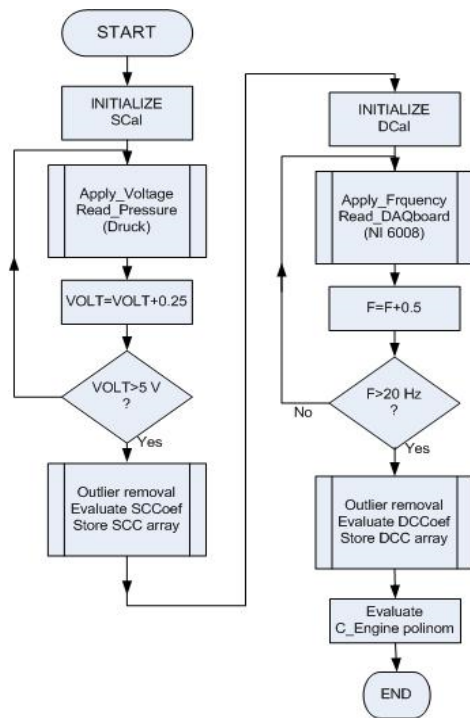 START
INITIALIZE
SCal
Apply_Voltage
Read_Pressure
(Druck)
VOLT=VOLT+0.25
VOLT>5 V
?
Yes
Outlier removal
Evaluate SCCoef
Store SCC array
INITIALIZE
DCal
Apply_Frquency
Read_DAQboard
(NI 6008)
F=F+0.5
F>20 Hz
?
No
Yes
Outlier removal
Evaluate DCCoef
Store DCC array
Evaluate
C_Engine polinom
END